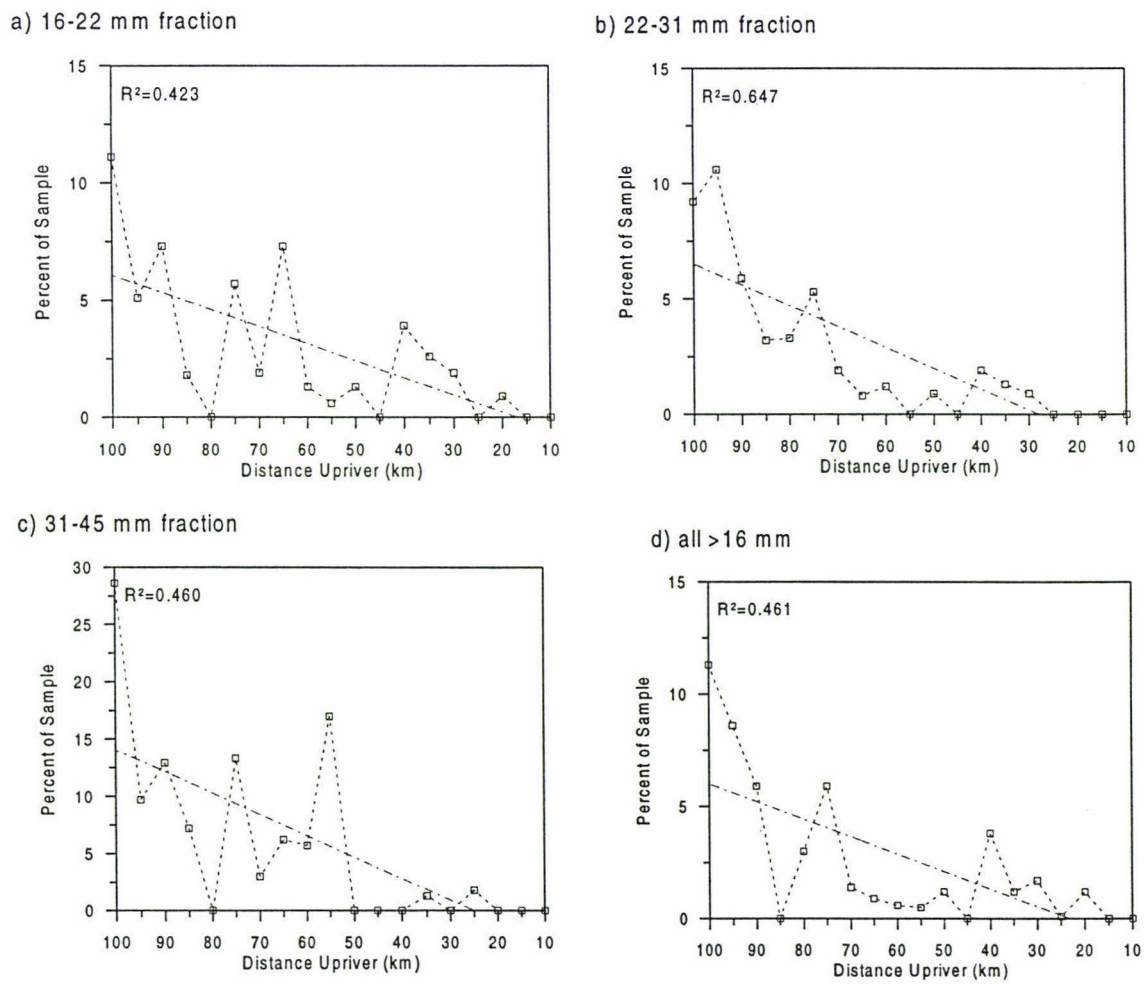 a) 16-22 mm fraction
15
10
5
0
R²=0.423
Percent of Sample
100 90 80 70 60 50 40 30 20 10
Distance Upriver (km)
b) 22-31 mm fraction
15
10
5
0
R²=0.647
Percent of Sample
100 90 80 70 60 50 40 30 20 10
Distance Upriver (km)
c) 31-45 mm fraction
30
25
20
15
10
5
0
R²=0.460
Percent of Sample
100 90 80 70 60 50 40 30 20 10
Distance Upriver (km)
d) all >16 mm
15
10
5
0
R²=0.461
Percent of Sample
100 90 80 70 60 50 40 30 20 10
Distance Upriver (km)